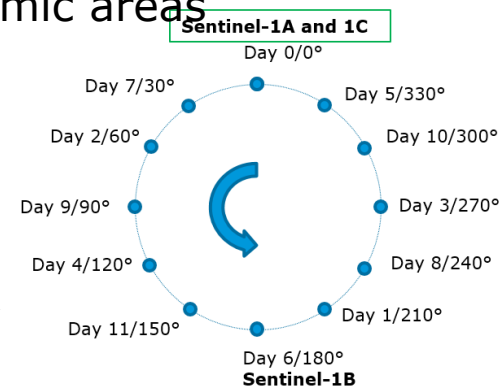 mic areas
Sentinel-1A and 1C
Day 0/0°
Day 7/30°
Day 5/330°
Day 2/60°
Day 10/300°
Day 9/90°
Day 3/270°
Day 4/120°
Day 8/240°
Day 11/150°
Day 1/210°
Day 6/180°
Sentinel-1B